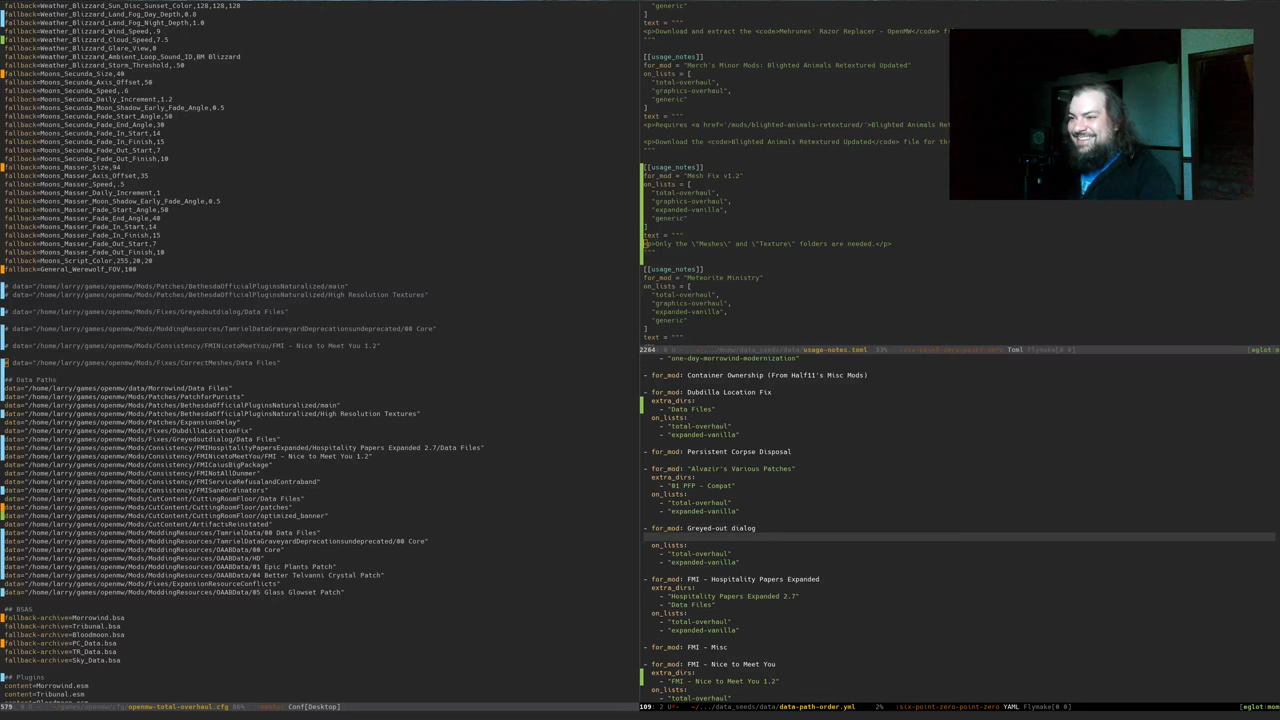 fallback=Weather_Blizzard_Sun_Disc_Sunset_Color,128,128,128
fallback=Weather_Blizzard_Land_Fog_Day_Depth,0.8
fallback=Weather_Blizzard_Land_Fog_Night_Depth,1.0
fallback=Weather_Blizzard_Wind_Speed,.9
fallback=Weather_Blizzard_Cloud_Speed,7.5
fallback=Weather_Blizzard_Glare_View,0
fallback=Weather_Blizzard_Ambient_Loop_Sound_ID,BM Blizzard
fallback=Weather_Blizzard_Storm_Threshold,.50
fallback=Moons_Secunda_Size,40
fallback=Moons_Secunda_Axis_Offset,50
fallback=Moons_Secunda_Speed,.6
fallback=Moons_Secunda_Daily_Increment,1.2
fallback=Moons_Secunda_Moon_Shadow_Early_Fade_Angle,0.5
fallback=Moons_Secunda_Fade_Start_Angle,50
fallback=Moons_Secunda_Fade_End_Angle,30
fallback=Moons_Secunda_Fade_In_Start,14
fallback=Moons_Secunda_Fade_In_Finish,15
fallback=Moons_Secunda_Fade_Out_Start,7
fallback=Moons_Secunda_Fade_Out_Finish,10
fallback=Moons_Masser_Size,94
fallback=Moons_Masser_Axis_Offset,35
fallback=Moons_Masser_Speed,.5
fallback=Moons_Masser_Daily_Increment,1
fallback=Moons_Masser_Moon_Shadow_Early_Fade_Angle,0.5
fallback=Moons_Masser_Fade_Start_Angle,50
fallback=Moons_Masser_Fade_End_Angle,40
fallback=Moons_Masser_Fade_In_Start,14
fallback=Moons_Masser_Fade_In_Finish,15
fallback=Moons_Masser_Fade_Out_Start,7
fallback=Moons_Masser_Fade_Out_Finish,10
fallback=Moons_Script_Color,255,20,20
fallback=General_Werewolf_FOV,100
# data="/home/larry/games/openmw/Mods/Patches/BethesdaOfficialPluginsNaturalized/main"
# data="/home/larry/games/openmw/Mods/Patches/BethesdaOfficialPluginsNaturalized/High Resolution Textures"
# data="/home/larry/games/openmw/Mods/Fixes/Greyedoutdialog/Data Files"
# data="/home/larry/games/openmw/Mods/ModdingResources/TamrielDataGraveyardDeprecationsundeprecated/00 Core"
# data="/home/larry/games/openmw/Mods/Consistency/FMINicetoMeetYou/FMI - Nice to Meet You 1.2"
# data="/home/larry/games/openmw/Mods/Fixes/CorrectMeshes/Data Files"
## Data Paths
data="/home/larry/games/openmw/data/Morrowind/Data Files"
data="/home/larry/games/openmw/Mods/Patches/PatchforPurists"
data="/home/larry/games/openmw/Mods/Patches/BethesdaOfficialPluginsNaturalized/main"
data="/home/larry/games/openmw/Mods/Patches/BethesdaOfficialPluginsNaturalized/High Resolution Textures"
data="/home/larry/games/openmw/Mods/Patches/ExpansionDelay"
data="/home/larry/games/openmw/Mods/Fixes/DubdillaLocationFix"
data="/home/larry/games/openmw/Mods/Fixes/Greyedoutdialog/Data Files"
data="/home/larry/games/openmw/Mods/Consistency/FMIHospitalityPapersExpanded/Hospitality Papers Expanded 2.7/Data Files"
data="/home/larry/games/openmw/Mods/Consistency/FMINicetoMeetYou/FMI - Nice to Meet You 1.2"
data="/home/larry/games/openmw/Mods/Consistency/FMICaiusBigPackage"
data="/home/larry/games/openmw/Mods/Consistency/FMINotAllDunmer"
data="/home/larry/games/openmw/Mods/Consistency/FMIServiceRefusalandContraband"
data="/home/larry/games/openmw/Mods/Consistency/FMISaneOrdinators"
data="/home/larry/games/openmw/Mods/CutContent/CuttingRoomFloor/Data Files"
data="/home/larry/games/openmw/Mods/CutContent/CuttingRoomFloor/patches"
data="/home/larry/games/openmw/Mods/CutContent/CuttingRoomFloor/optimized_banner"
data="/home/larry/games/openmw/Mods/CutContent/ArtifactsReinstated"
data="/home/larry/games/openmw/Mods/ModdingResources/TamrielData/00 Data Files"
data="/home/larry/games/openmw/Mods/ModdingResources/TamrielDataGraveyardDeprecationsundeprecated/00 Core"
data="/home/larry/games/openmw/Mods/ModdingResources/OAABData/00 Core"
data="/home/larry/games/openmw/Mods/ModdingResources/OAABData/HD"
data="/home/larry/games/openmw/Mods/ModdingResources/OAABData/01 Epic Plants Patch"
data="/home/larry/games/openmw/Mods/ModdingResources/OAABData/04 Better Telvanni Crystal Patch"
data="/home/larry/games/openmw/Mods/Fixes/ExpansionResourceConflicts"
data="/home/larry/games/openmw/Mods/ModdingResources/OAABData/05 Glass Glowset Patch"
## BSAS
fallback-archive=Morrowind.bsa
fallback-archive=Tribunal.bsa
fallback-archive=Bloodmoon.bsa
fallback-archive=PC_Data.bsa
fallback-archive=TR_Data.bsa
fallback-archive=Sky_Data.bsa
## Plugins
content=Morrowind.esm
content=Tribunal.esm
~/games/openmw/cfg/openmw-total-overhaul.cfg 86% Conf[Desktop]
"generic"
]
text = """
<p>Download and extract the <code>Mehrunes' Razor Replacer - OpenMW</code>
"""
[[usage_notes]]
for_mod = "Merch's Minor Mods: Blighted Animals Retextured Updated"
on_lists = [
"total-overhaul",
"graphics-overhaul",
"generic"
]
text = """
<p>Requires <a href='/mods/blighted-animals-retextured/'>Blighted Animals
<p>Download the <code>Blighted Animals Retextured Updated</code> file for
"""
[[usage_notes]]
for_mod = "Mesh Fix v1.2"
on_lists = [
"total-overhaul",
"graphics-overhaul",
"expanded-vanilla",
"generic"
]
text = """
<p>Only the \"Meshes\" and \"Texture\" folders are needed.</p>
"""
[[usage_notes]]
for_mod = "Meteorite Ministry"
on_lists = [
"total-overhaul",
"graphics-overhaul",
"expanded-vanilla",
"generic"
]
text = """
2264 usage-notes.toml 33% six-point-zero-point-zero Toml Flymake[0 0]
- "one-day-morrowind-modernization"
- for_mod: Container Ownership (From Half11's Misc Mods)
- for_mod: Dubdilla Location Fix
extra_dirs:
- "Data Files"
on_lists:
- "total-overhaul"
- "expanded-vanilla"
- for_mod: Persistent Corpse Disposal
- for_mod: "Alvazir's Various Patches"
extra_dirs:
- "01 PFP - Compat"
on_lists:
- "total-overhaul"
- "expanded-vanilla"
- for_mod: Greyed-out dialog
on_lists:
- "total-overhaul"
- "expanded-vanilla"
- for_mod: FMI - Hospitality Papers Expanded
extra_dirs:
- "Hospitality Papers Expanded 2.7"
- "Data Files"
on_lists:
- "total-overhaul"
- "expanded-vanilla"
- for_mod: FMI - Misc
- for_mod: FMI - Nice to Meet You
extra_dirs:
- "FMI - Nice to Meet You 1.2"
on_lists:
- "total-overhaul"
109: 2 ~/.../data_seeds/data/data-path-order.yml 2% :six-point-zero-point-zero YAML Flymake[0 0]